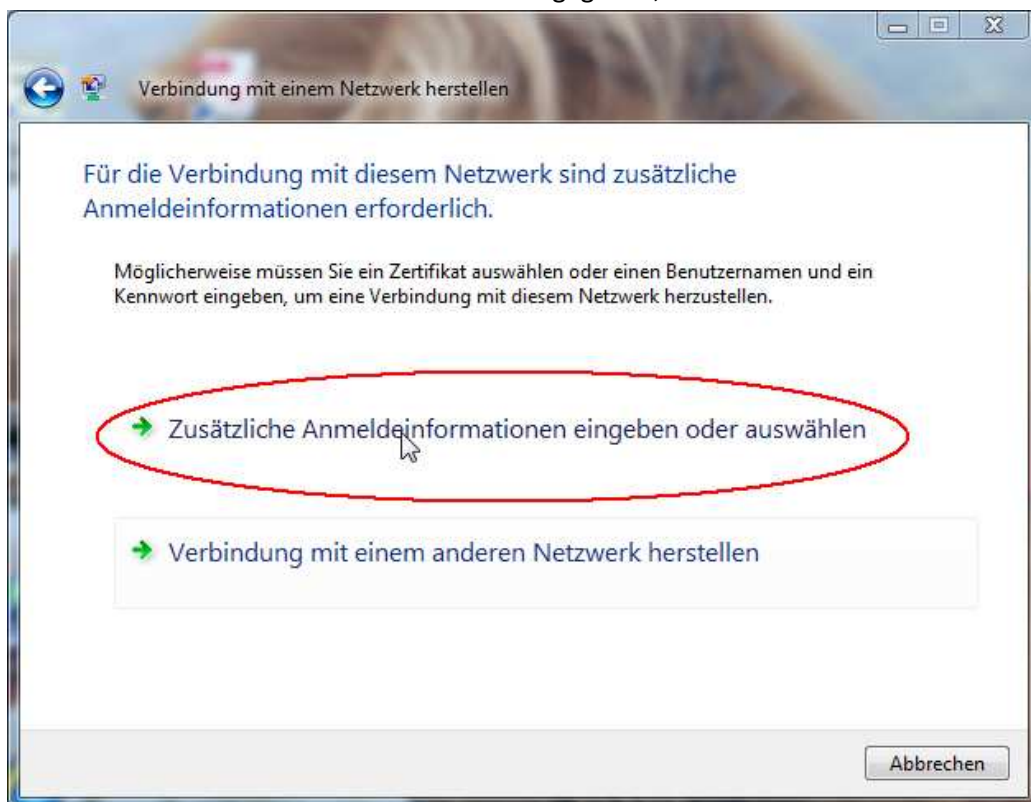 Verbindung mit einem Netzwerk herstellen
Für die Verbindung mit diesem Netzwerk sind zusätzliche
Anmeldeinformationen erforderlich.
Möglicherweise müssen Sie ein Zertifikat auswählen oder einen Benutzernamen und ein
Kennwort eingeben, um eine Verbindung mit diesem Netzwerk herzustellen.
Zusätzliche Anmeldeinformationen eingeben oder auswählen
Verbindung mit einem anderen Netzwerk herstellen
Abbrechen